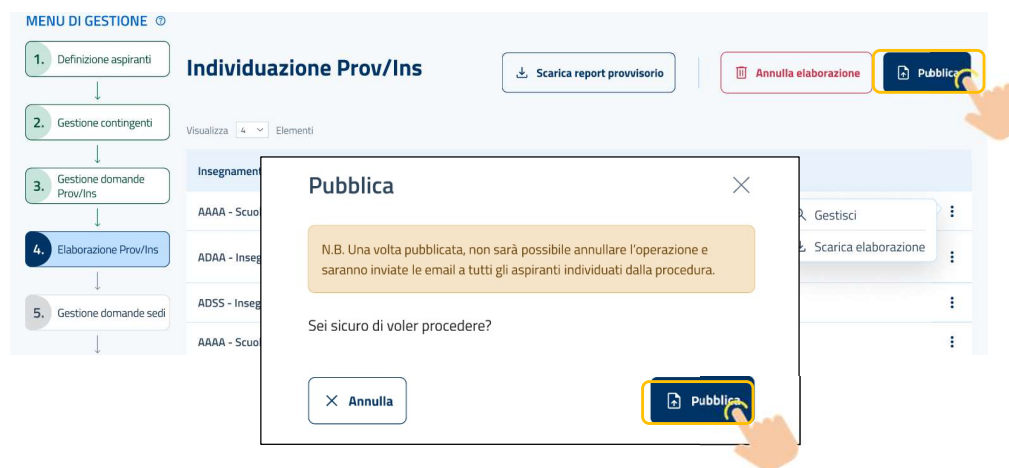 MENU DI GESTIONE
1. Definizione aspiranti
Individuazione Prov/Ins
Scarica report provvisorio
Annulla elaborazione
Pubblica
2. Gestione contingenti
Visualizza 4 Elementi
3. Gestione domande
Prov/Ins
4. Elaborazione Prov/Ins
5. Gestione domande sedi
Insegnament
AAAA - Scuol
ADAA - Inseg
ADSS - Inseg
AAAA - Scuol
Gestisci
Scarica elaborazione
Pubblica
N.B. Una volta pubblicata, non sarà possibile annullare l'operazione e
saranno inviate le email a tutti gli aspiranti individuati dalla procedura.
Sei sicuro di voler procedere?
Annulla
Pubblica